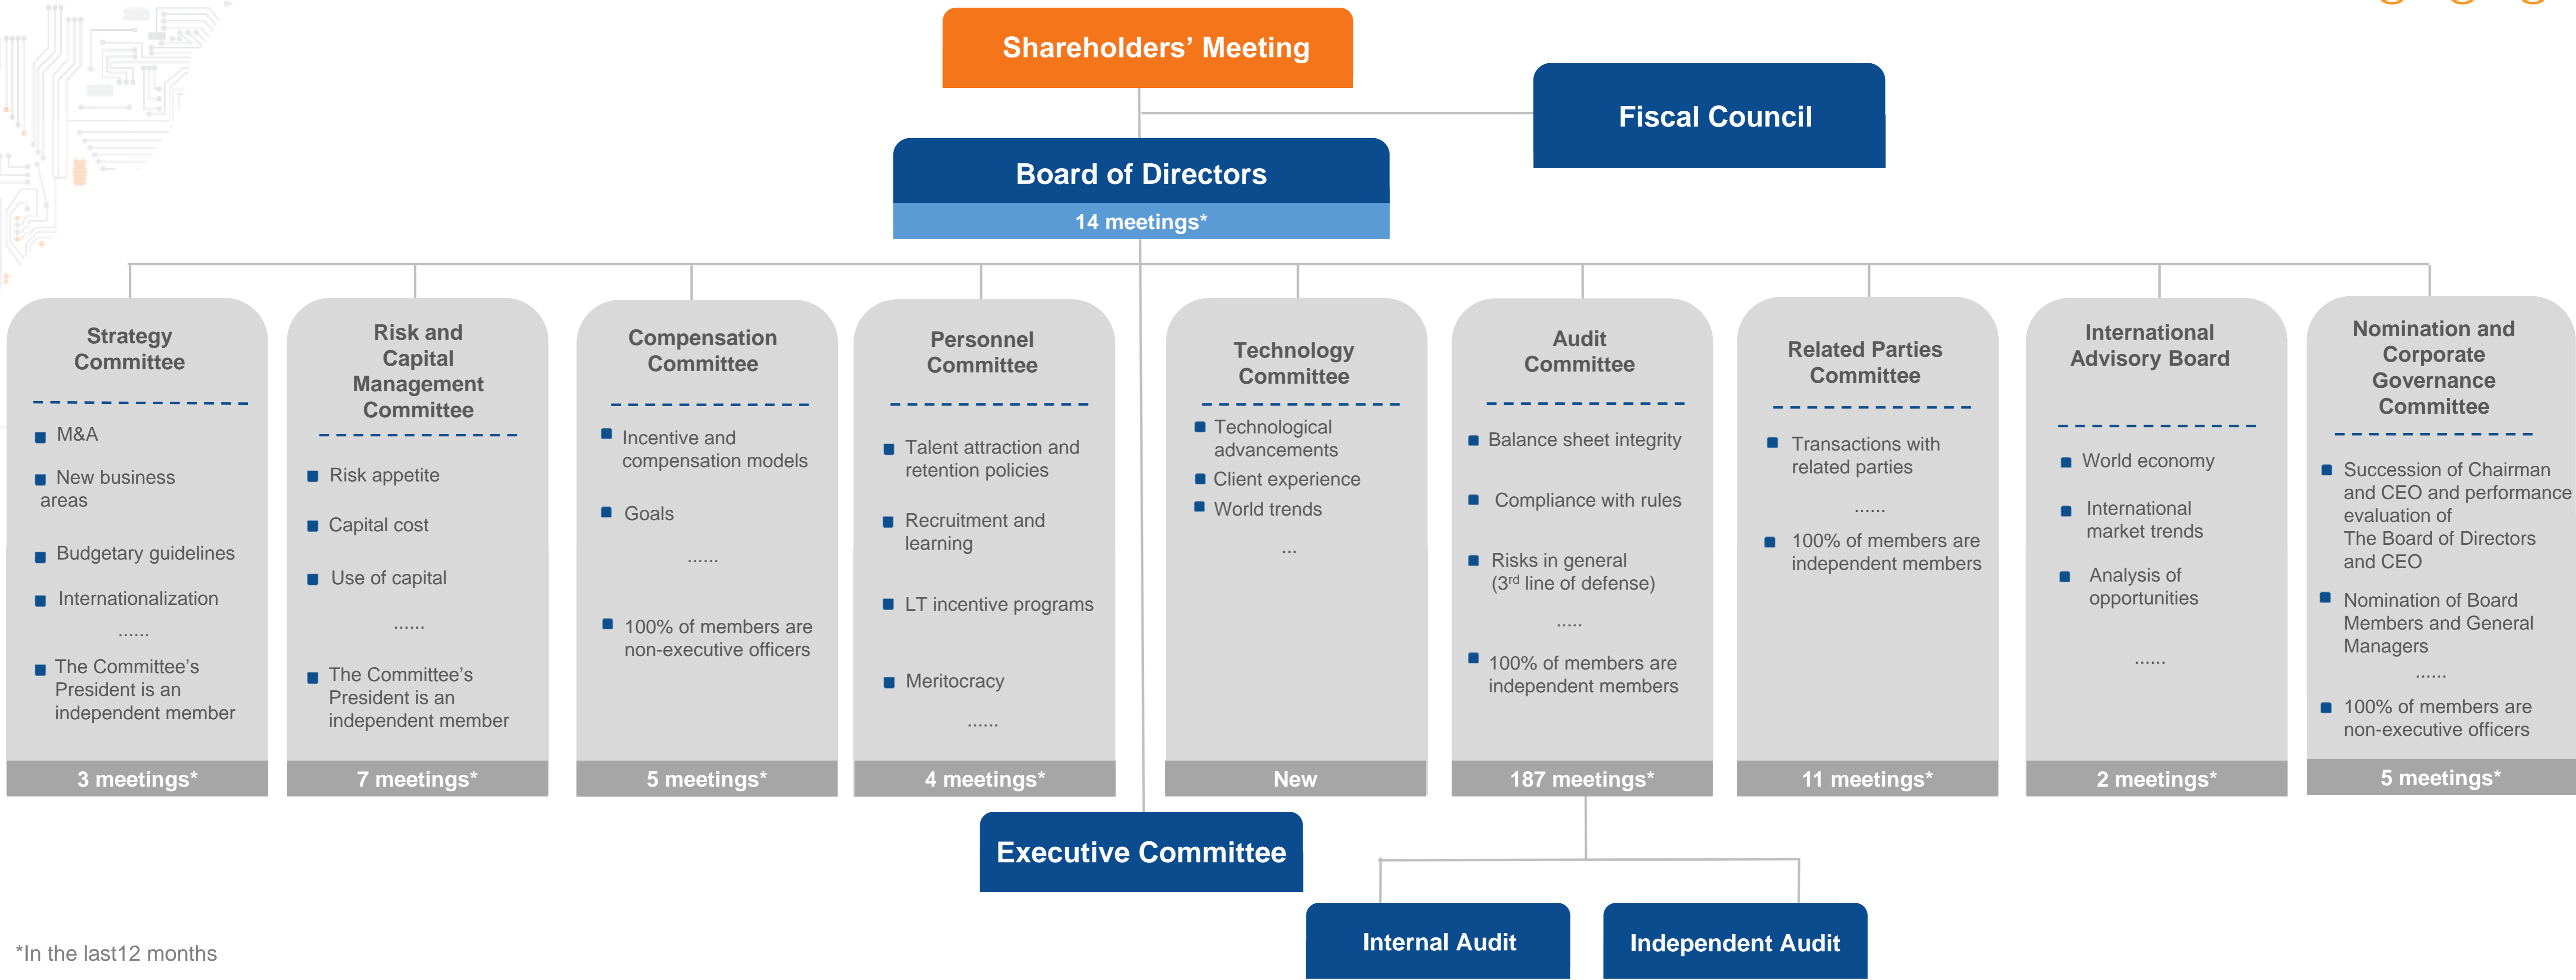 Shareholders’ Meeting
Fiscal Council
Board of Directors
14 meetings*
Strategy
Committee
M&A
New business
areas
Budgetary guidelines
Internationalization
......
The Committee’s
President is an
independent member
3 meetings*
Risk and
Capital
Management
Committee
Risk appetite
Capital cost
Use of capital
......
The Committee’s
President is an
independent member
7 meetings*
Compensation
Committee
Incentive and
compensation models
Goals
......
100% of members are
non-executive officers
5 meetings*
Personnel
Committee
Talent attraction and
retention policies
Recruitment and
learning
LT incentive programs
Meritocracy
......
4 meetings*
Technology
Committee
Technological
advancements
Client experience
World trends
...
New
Audit
Committee
Balance sheet integrity
Compliance with rules
Risks in general
(3rd line of defense)
.....
100% of members are
independent members
187 meetings*
Related Parties
Committee
Transactions with
related parties
......
100% of members are
independent members
11 meetings*
International
Advisory Board
World economy
International
market trends
Analysis of
opportunities
......
2 meetings*
Nomination and
Corporate
Governance
Committee
Succession of Chairman
and CEO and performance
evaluation of
The Board of Directors
and CEO
Nomination of Board
Members and General
Managers
......
100% of members are
non-executive officers
5 meetings*
Executive Committee
Internal Audit
Independent Audit
*In the last12 months